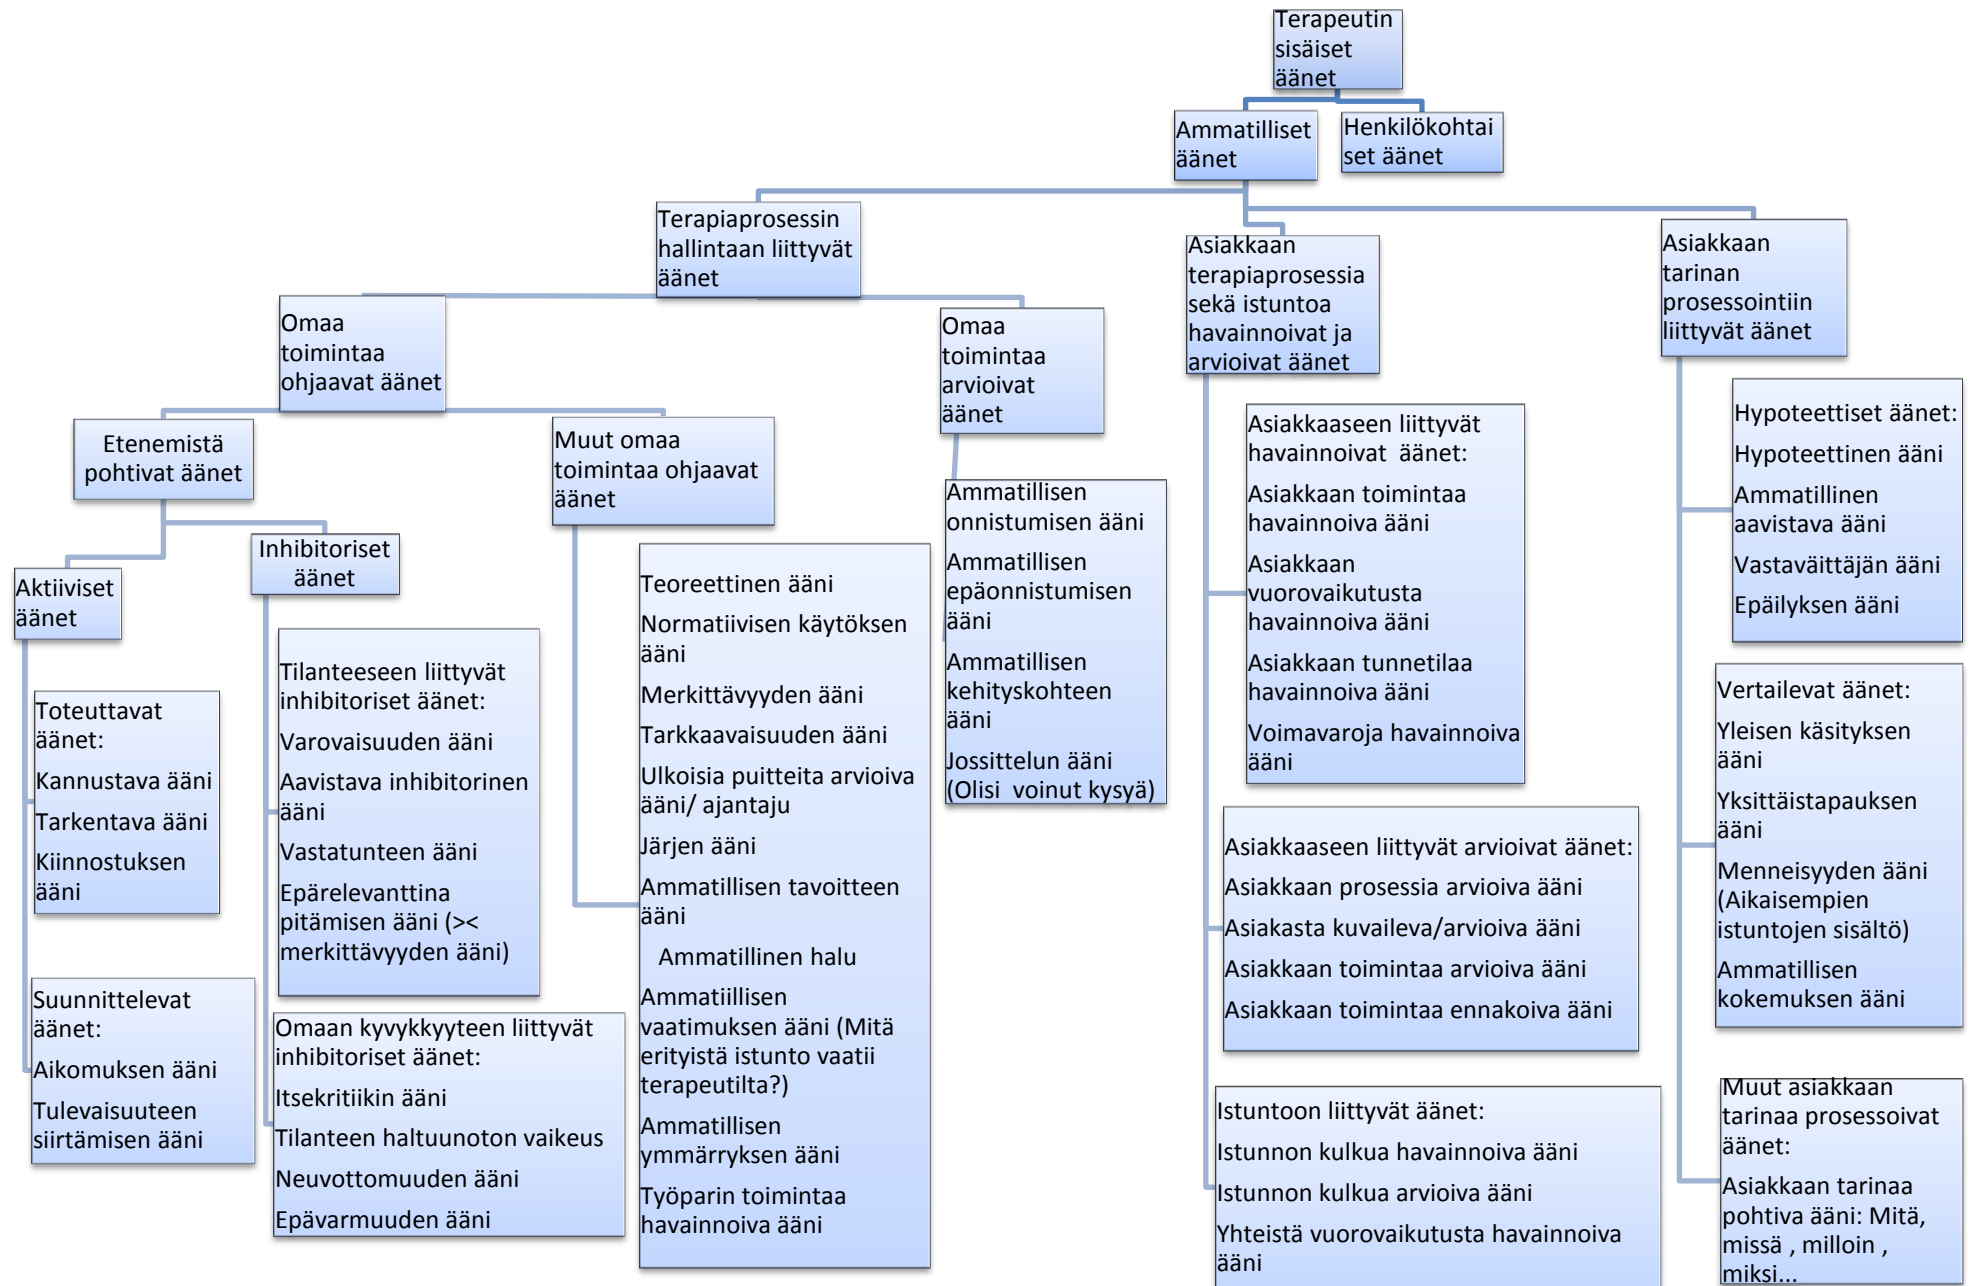 Terapeutin
sisäiset
äänet
Ammatilliset
äänet
Henkilökohtai
set äänet
Terapiaprosessin
hallintaan liittyvät
äänet
Asiakkaan
terapiaprosessia
sekä istuntoa
havainnoivat ja
arvioivat äänet
Asiakkaan
tarinan
prosessointiin
liittyvät äänet
Omaa
toimintaa
ohjaavat äänet
Omaa
toimintaa
arvioivat
äänet
Etenemistä
pohtivat äänet
Muut omaa
toimintaa ohjaavat
äänet
Aktiiviset
äänet
Inhibitoriset
äänet
Toteuttavat
äänet:
Kannustava ääni
Tarkentava ääni
Kiinnostuksen
ääni
Suunnittelevat
äänet:
Aikomuksen ääni
Tulevaisuuteen
siirtämisen ääni
Tilanteeseen liittyvät
inhibitoriset äänet:
Varovaisuuden ääni
Aavistava inhibitorinen
ääni
Vastatunteen ääni
Epärelevanttina
pitämisen ääni (><
merkittävyyden ääni)
Omaan kyvykkyyteen liittyvät
inhibitoriset äänet:
Itsekritiikin ääni
Tilanteen haltuunoton vaikeus
Neuvottomuuden ääni
Epävarmuuden ääni
Teoreettinen ääni
Normatiivisen käytöksen
ääni
Merkittävyyden ääni
Tarkkaavaisuuden ääni
Ulkoisia puitteita arvioiva
ääni/ ajantaju
Järjen ääni
Ammatillisen tavoitteen
ääni
Ammatillinen halu
Ammatiillisen
vaatimuksen ääni (Mitä
erityistä istunto vaatii
terapeutilta?)
Ammatillisen
ymmärryksen ääni
Työparin toimintaa
havainnoiva ääni
Ammatillisen
onnistumisen ääni
Ammatillisen
epäonnistumisen
ääni
Ammatillisen
kehityskohteen
ääni
Jossittelun ääni
(Olisi voinut kysyä)
Asiakkaaseen liittyvät
havainnoivat äänet:
Asiakkaan toimintaa
havainnoiva ääni
Asiakkaan
vuorovaikutusta
havainnoiva ääni
Asiakkaan tunnetilaa
havainnoiva ääni
Voimavaroja havainnoiva
ääni
Asiakkaaseen liittyvät arvioivat äänet:
Asiakkaan prosessia arvioiva ääni
Asiakasta kuvaileva/arvioiva ääni
Asiakkaan toimintaa arvioiva ääni
Asiakkaan toimintaa ennakoiva ääni
Istuntoon liittyvät äänet:
Istunnon kulkua havainnoiva ääni
Istunnon kulkua arvioiva ääni
Yhteistä vuorovaikutusta havainnoiva
ääni
Hypoteettiset äänet:
Hypoteettinen ääni
Ammatillinen
aavistava ääni
Vastaväittäjän ääni
Epäilyksen ääni
Vertailevat äänet:
Yleisen käsityksen
ääni
Yksittäistapauksen
ääni
Menneisyyden ääni
(Aikaisempien
istuntojen sisältö)
Ammatillisen
kokemuksen ääni
Muut asiakkaan
tarinaa prosessoivat
äänet:
Asiakkaan tarinaa
pohtiva ääni: Mitä,
missä , milloin ,
miksi...